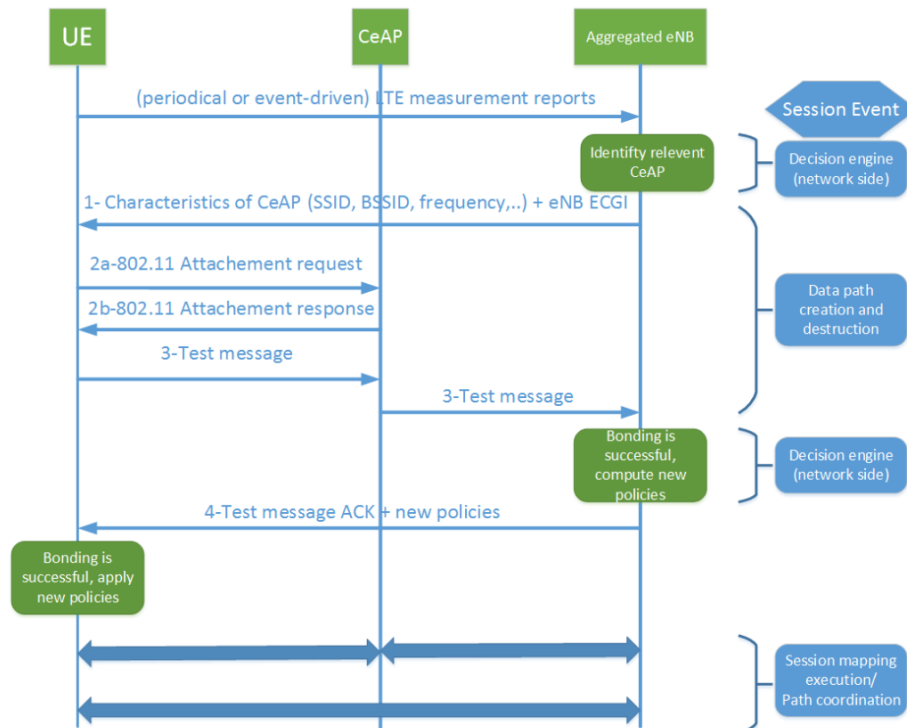 UE
CeAP
Aggregated eNB
(periodical or event-driven) LTE measurement reports
Session Event
Identifty relevent
CeAP
Decision engine
(network side)
1- Characteristics of CeAP (SSID, BSSID, frequency,..) + eNB ECGI
2a-802.11 Attachement request
2b-802.11 Attachement response
Data path
creation and
destruction
3-Test message
3-Test message
Bonding is
successful,
compute new
policies
Decision engine
(network side)
4-Test message ACK + new policies
Bonding is
successful, apply
new policies
Session mapping
execution/
Path coordination